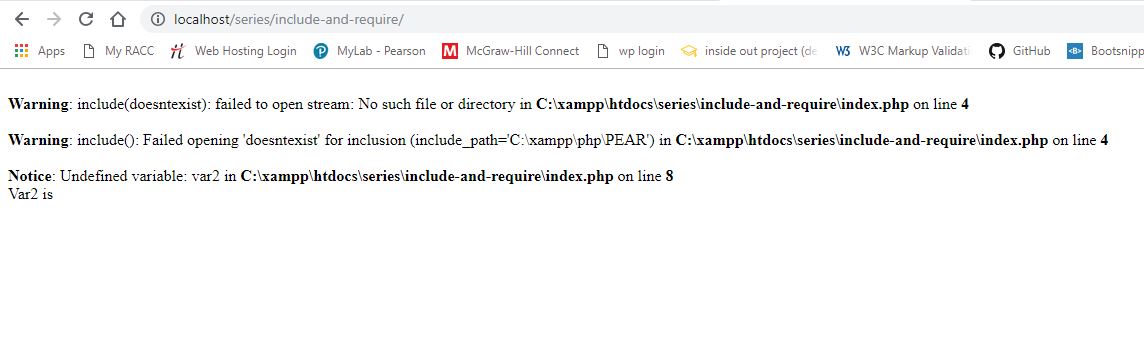 localhost/series/include-and-require/
Apps My RACC Web Hosting Login MyLab - Pearson McGraw-Hill Connect wp login inside out project (de W3C Markup Validati GitHub Bootsnipp
Warning: include(doesntexist): failed to open stream: No such file or directory in C:\xampp\htdocs\series\include-and-require\index.php on line 4
Warning: include(): Failed opening 'doesntexist' for inclusion (include_path='C:\xampp\php\PEAR') in C:\xampp\htdocs\series\include-and-require\index.php on line 4
Notice: Undefined variable: var2 in C:\xampp\htdocs\series\include-and-require\index.php on line 8
Var2 is